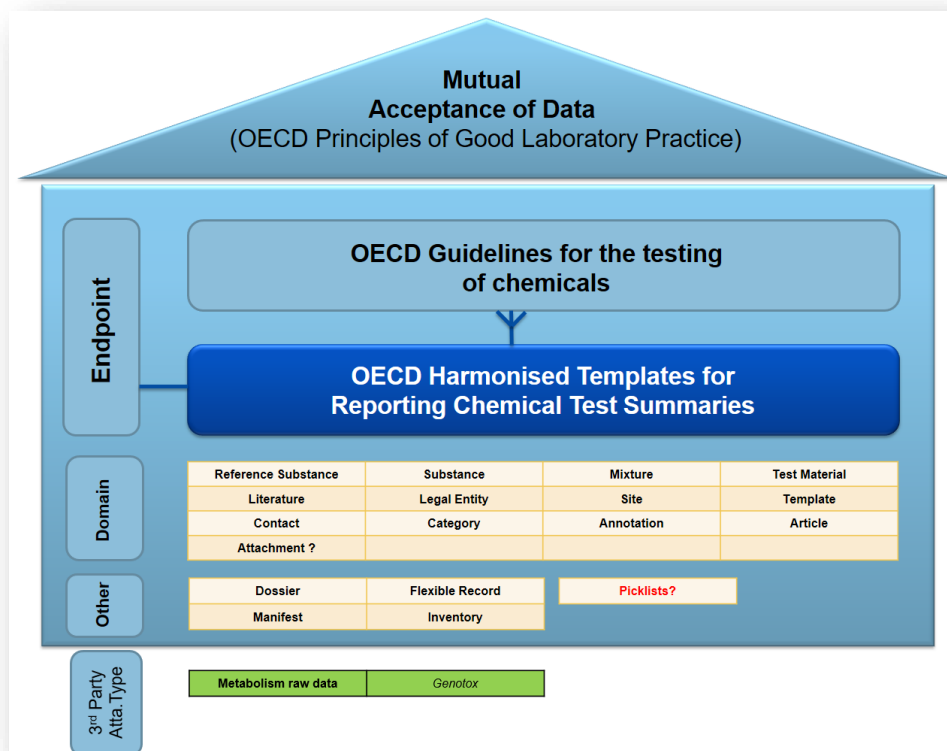 Mutual
Acceptance of Data
(OECD Principles of Good Laboratory Practice)
Endpoint
OECD Guidelines for the testing
of chemicals
OECD Harmonised Templates for
Reporting Chemical Test Summaries
Domain
Reference Substance Substance Mixture Test Material
Literature Legal Entity Site Template
Contact Category Annotation Article
Attachment ?
Other
Dossier Flexible Record Picklists?
Manifest Inventory
3rd Party
Atta.Type
Metabolism raw data Genotox